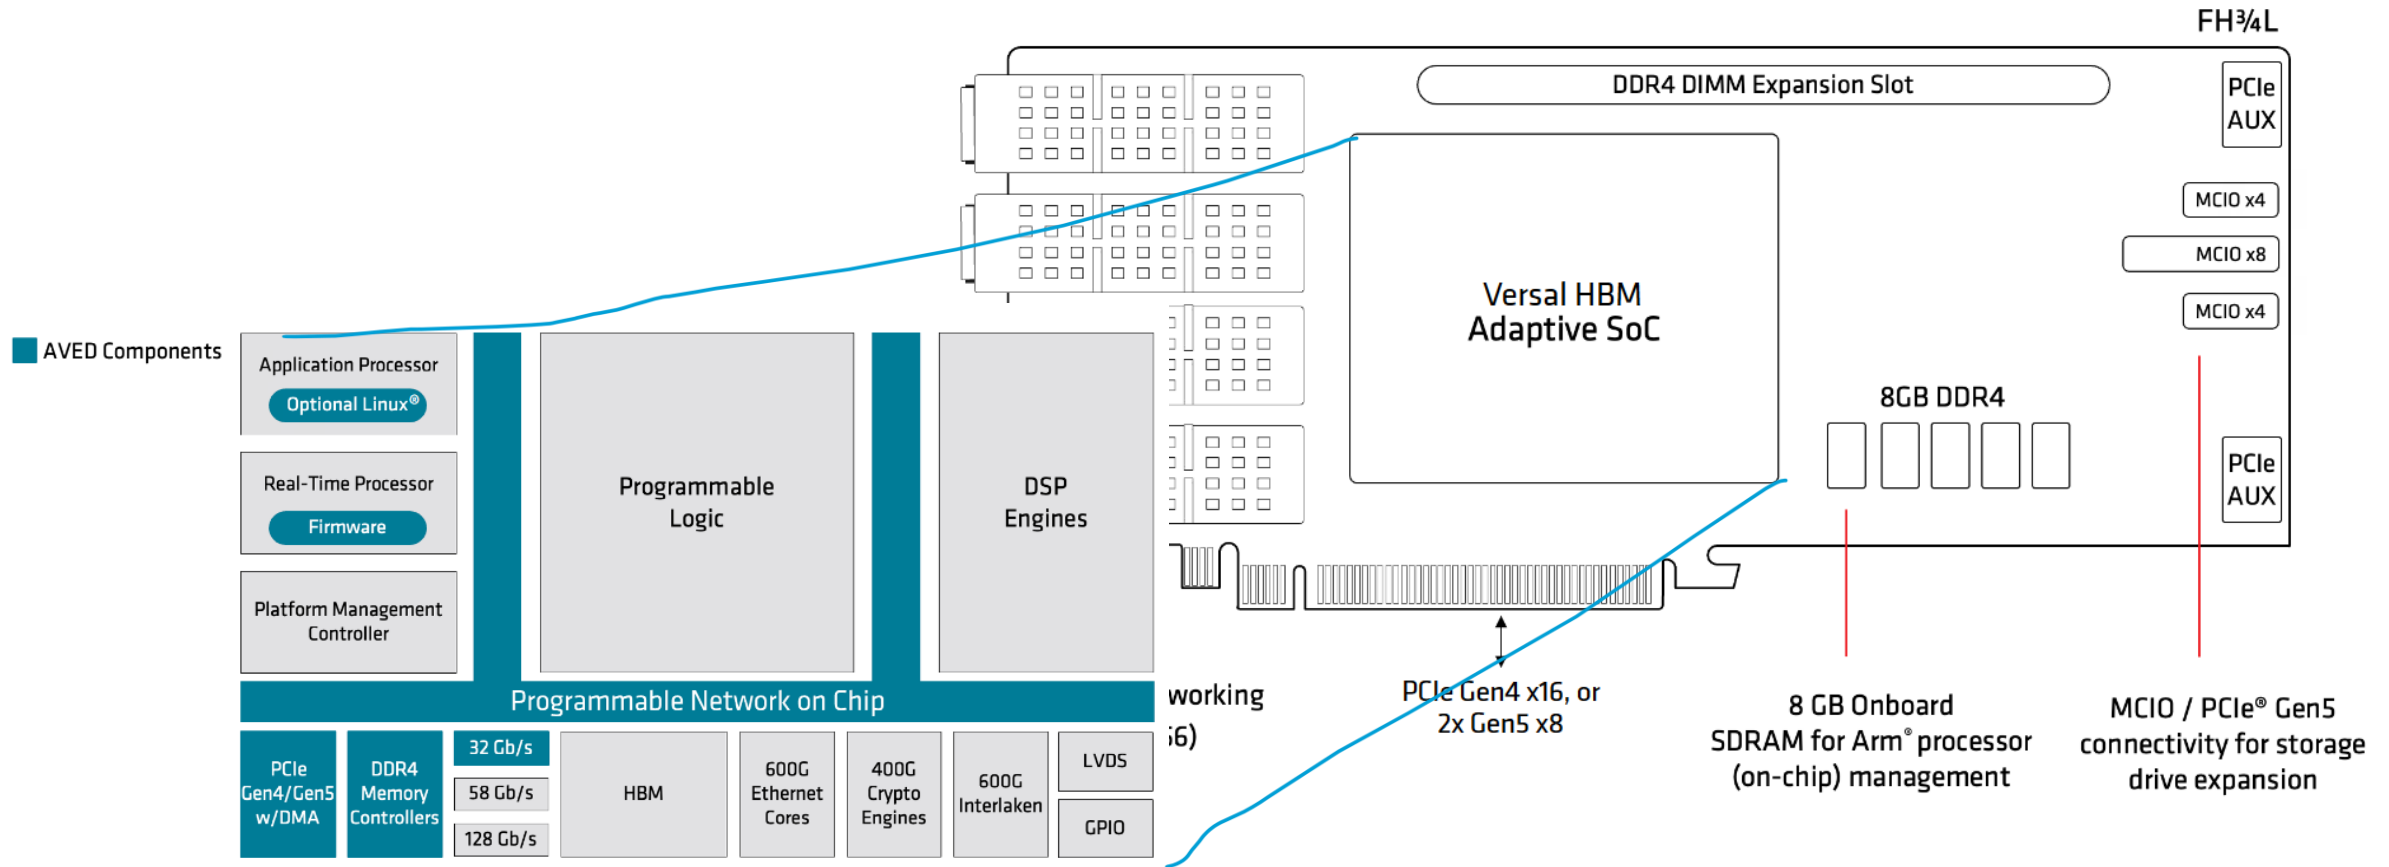 FH¾L
DDR4 DIMM Expansion Slot
PCIe
AUX
MCIO x4
MCIO x8
MCIO x4
Versal HBM
Adaptive SoC
8GB DDR4
PCIe
AUX
AVED Components
Application Processor
Optional Linux®
Real-Time Processor
Firmware
Platform Management
Controller
Programmable
Logic
DSP
Engines
Programmable Network on Chip
PCIe
Gen4/Gen5
w/DMA
DDR4
Memory
Controllers
32 Gb/s
58 Gb/s
128 Gb/s
HBM
600G
Ethernet
Cores
400G
Crypto
Engines
600G
Interlaken
LVDS
GPIO
working
56)
PCIe Gen4 x16, or
2x Gen5 x8
8 GB Onboard
SDRAM for Arm® processor
(on-chip) management
MCIO / PCIe® Gen5
connectivity for storage
drive expansion